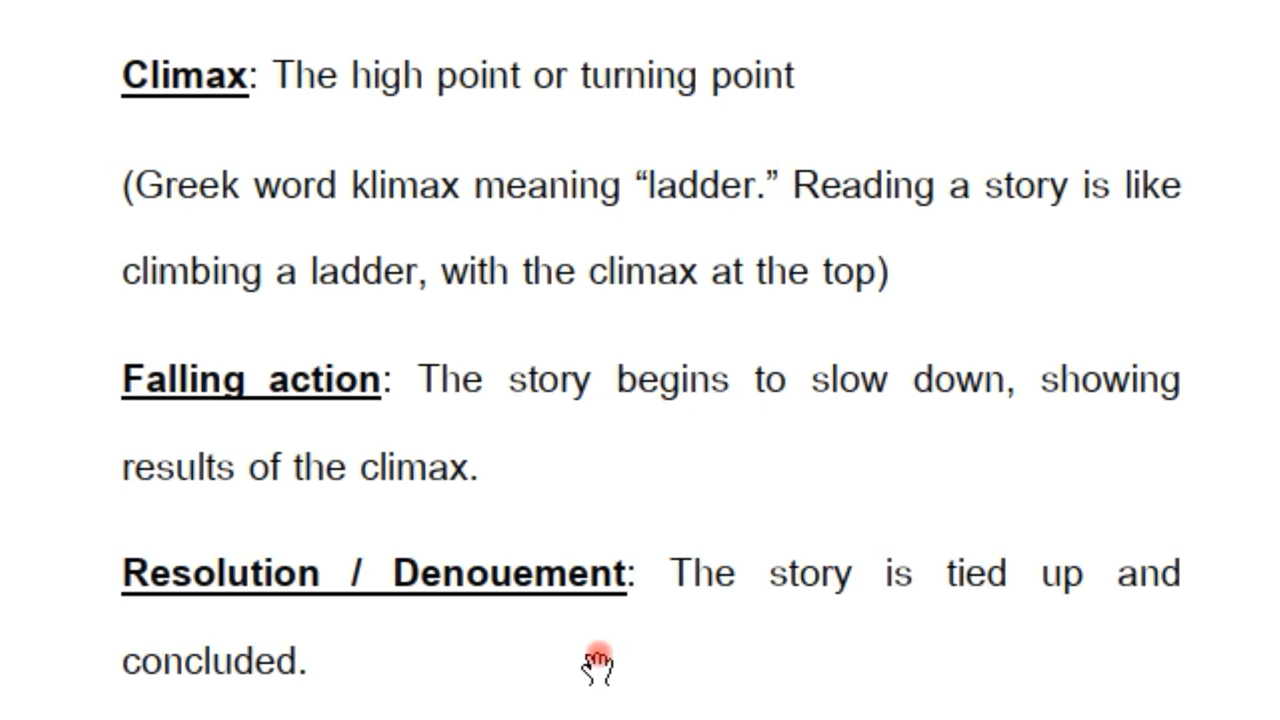 Climax: The high point or turning point
(Greek word klimax meaning “ladder.” Reading a story is like
climbing a ladder, with the climax at the top)
Falling action: The story begins to slow down, showing
results of the climax.
Resolution / Denouement: The story is tied up and
concluded.